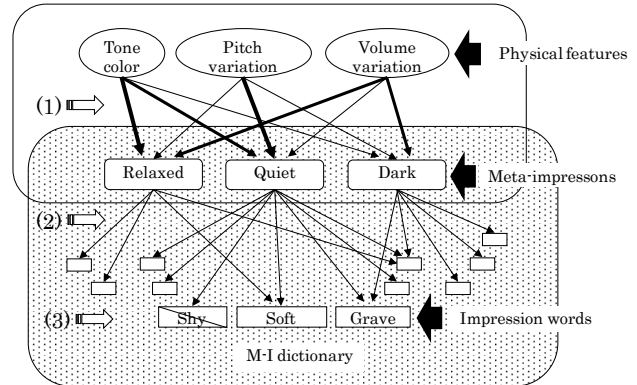 Tone
color
Pitch
variation
Volume
variation
Physical features
(1)
Relaxed
Quiet
Dark
Meta-impressons
(2)
(3)
Shy
Soft
Grave
Impression words
M-I dictionary